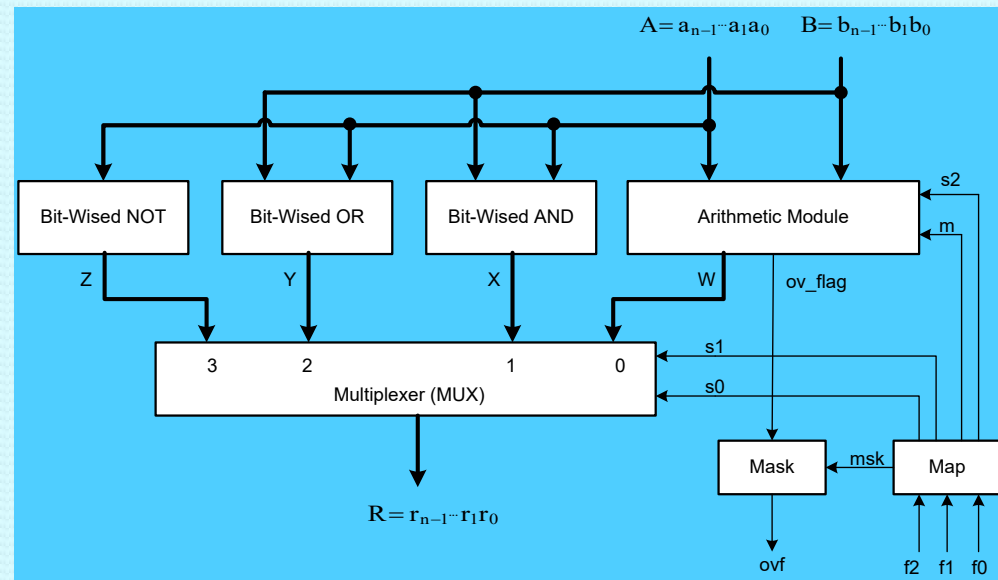 A= aₙ₋₁...a₁a₀ B= bₙ₋₁...b₁b₀
Bit-Wised NOT Bit-Wised OR Bit-Wised AND Arithmetic Module
s2
m
Z Y X W ov_flag
s1
3 2 1 0
Multiplexer (MUX)
s0
Mask msk Map
R= rₙ₋₁...r₁r₀
ovf f2 f1 f0